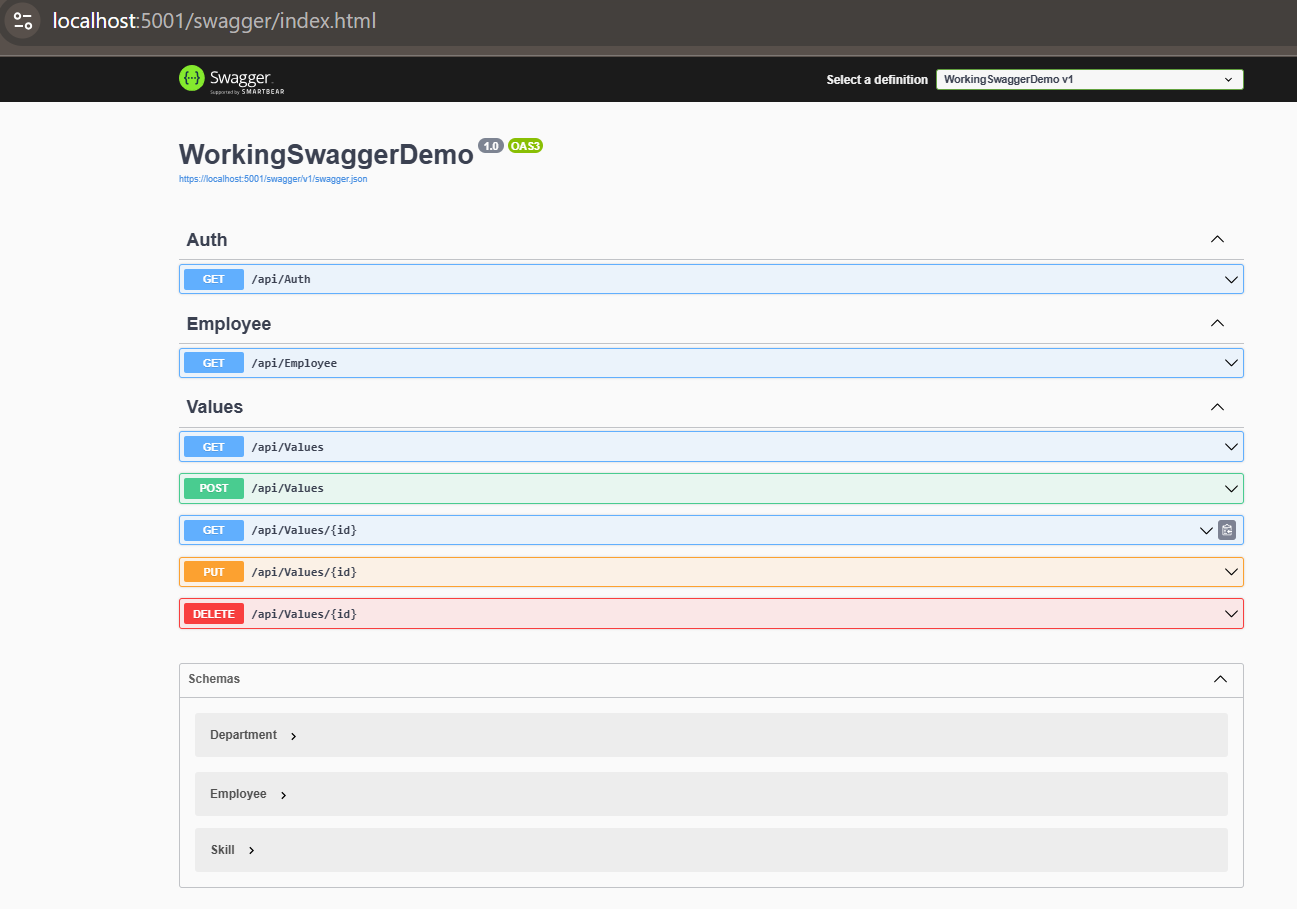 localhost:5001/swagger/index.html
Swagger.
Supported by SMARTBEAR
Select a definition
WorkingSwaggerDemo v1
WorkingSwaggerDemo 1.0 OAS3
https://localhost:5001/swagger/v1/swagger.json
Auth
GET /api/Auth
Employee
GET /api/Employee
Values
GET /api/Values
POST /api/Values
GET /api/Values/{id}
PUT /api/Values/{id}
DELETE /api/Values/{id}
Schemas
Department
Employee
Skill